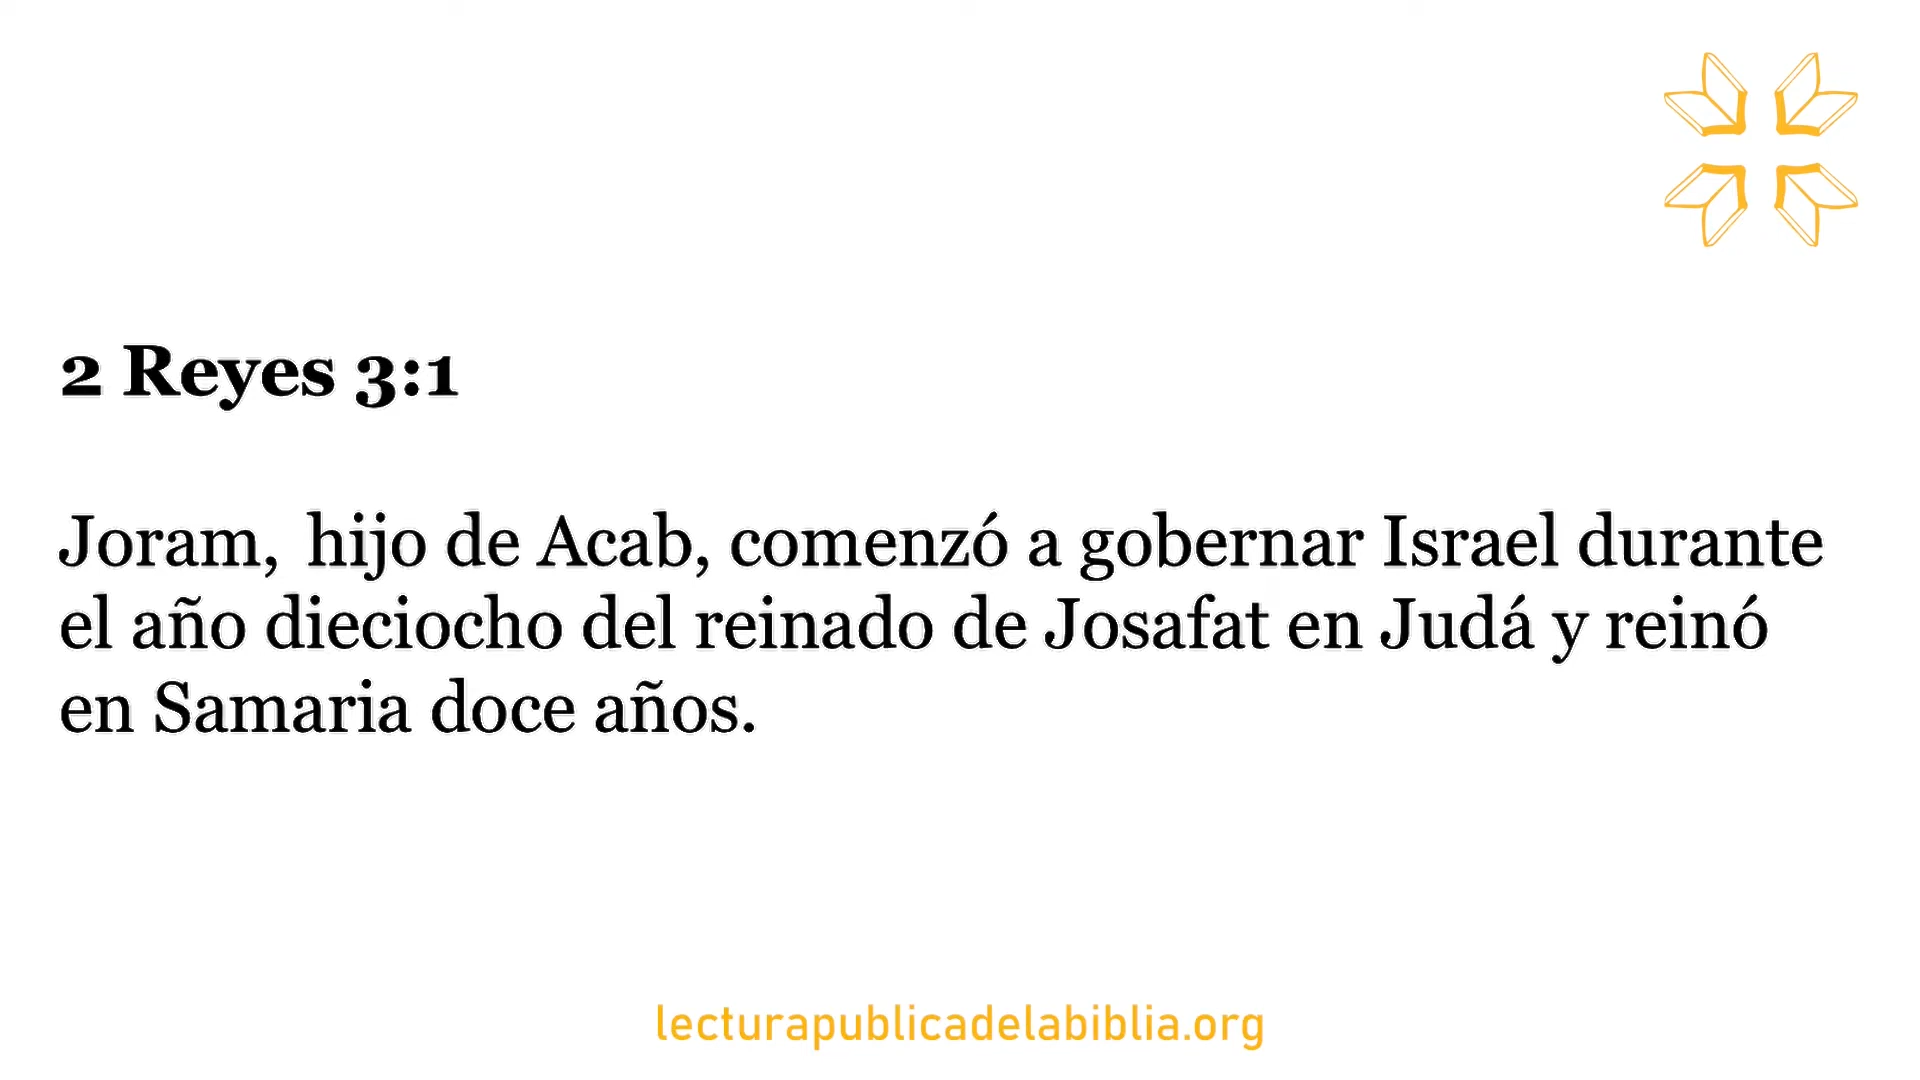 2 Reyes 3:1
Joram, hijo de Acab, comenzó a gobernar Israel durante
el año dieciocho del reinado de Josafat en Judá y reinó
en Samaria doce años.
lecturapublicadelabiblia.org